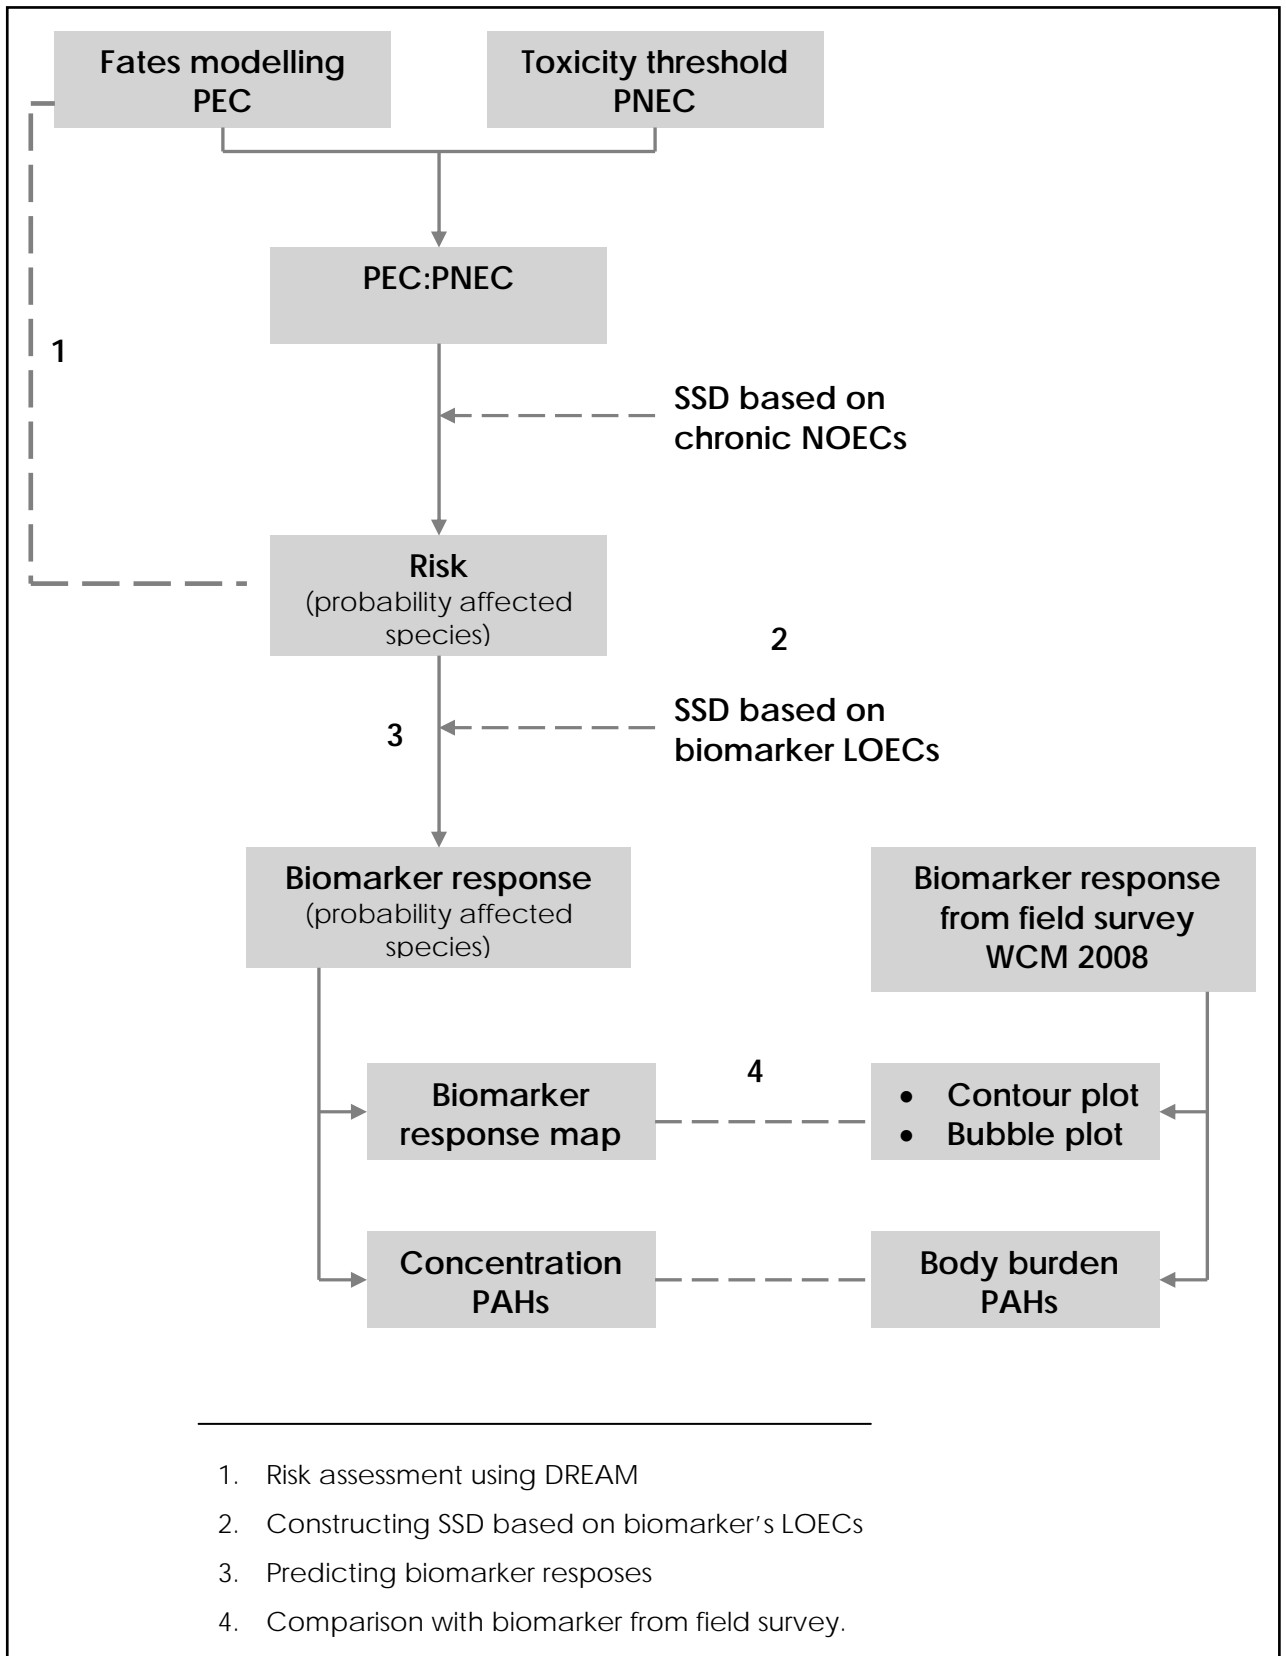 Fates modelling
PEC
Toxicity threshold
PNEC
PEC:PNEC
1
SSD based on
chronic NOECs
Risk
(probability affected
species)
2
SSD based on
biomarker LOECs
3
Biomarker response
(probability affected
species)
Biomarker response
from field survey
WCM 2008
Biomarker
response map
4
• Contour plot
• Bubble plot
Concentration
PAHs
Body burden
PAHs
1. Risk assessment using DREAM
2. Constructing SSD based on biomarker’s LOECs
3. Predicting biomarker resposes
4. Comparison with biomarker from field survey.